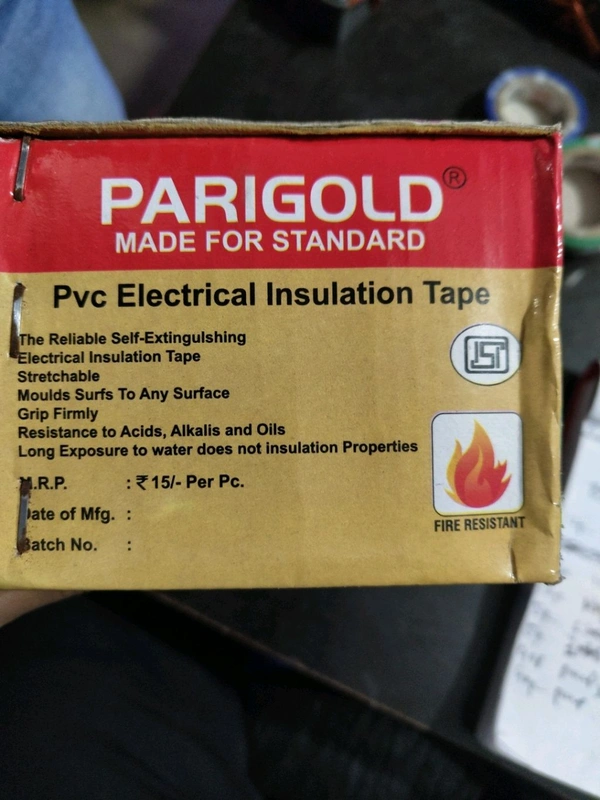 PARIGOLD®
MADE FOR STANDARD
Pvc Electrical Insulation Tape
The Reliable Self-Extingulshing
Electrical Insulation Tape
Stretchable
Moulds Surfs To Any Surface
Grip Firmly
Resistance to Acids, Alkalis and Oils
Long Exposure to water does not insulation Properties
M.R.P. : ₹15/- Per Pc.
Date of Mfg. :
Batch No. :
FIRE RESISTANT